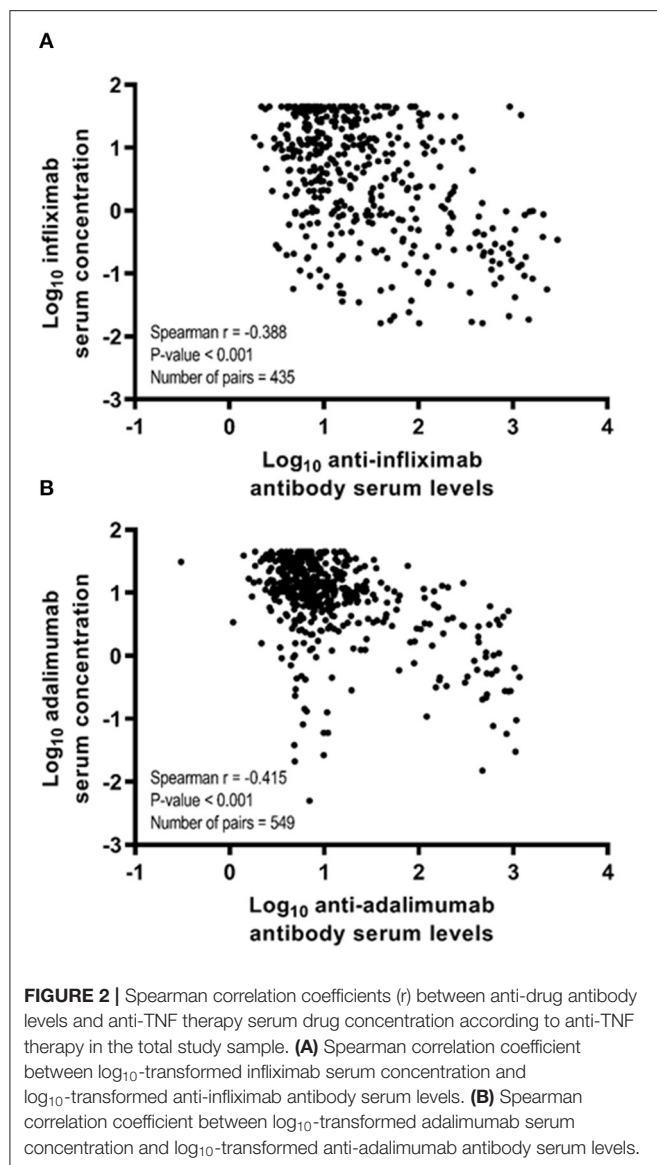 A
2
1
0
-1
-2
-3
Log10 infliximab
serum concentration
Spearman r = -0.388
P-value < 0.001
Number of pairs = 435
-1 0 1 2 3 4
Log10 anti-infliximab
antibody serum levels
B
2
1
0
-1
-2
-3
Log10 adalimumab
serum concentration
Spearman r = -0.415
P-value < 0.001
Number of pairs = 549
-1 0 1 2 3 4
Log10 anti-adalimumab
antibody serum levels
FIGURE 2 | Spearman correlation coefficients (r) between anti-drug antibody
levels and anti-TNF therapy serum drug concentration according to anti-TNF
therapy in the total study sample. (A) Spearman correlation coefficient
between log10-transformed infliximab serum concentration and
log10-transformed anti-infliximab antibody serum levels. (B) Spearman
correlation coefficient between log10-transformed adalimumab serum
concentration and log10-transformed anti-adalimumab antibody serum levels.